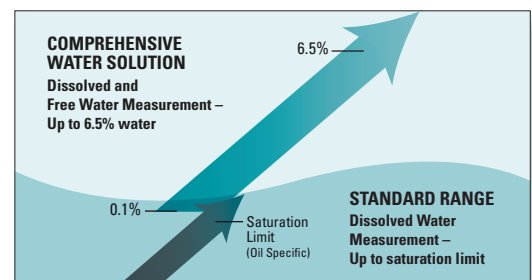 COMPREHENSIVE
WATER SOLUTION
Dissolved and
Free Water Measurement –
Up to 6.5% water
6.5%
0.1%
Saturation
Limit
(Oil Specific)
STANDARD RANGE
Dissolved Water
Measurement –
Up to saturation limit